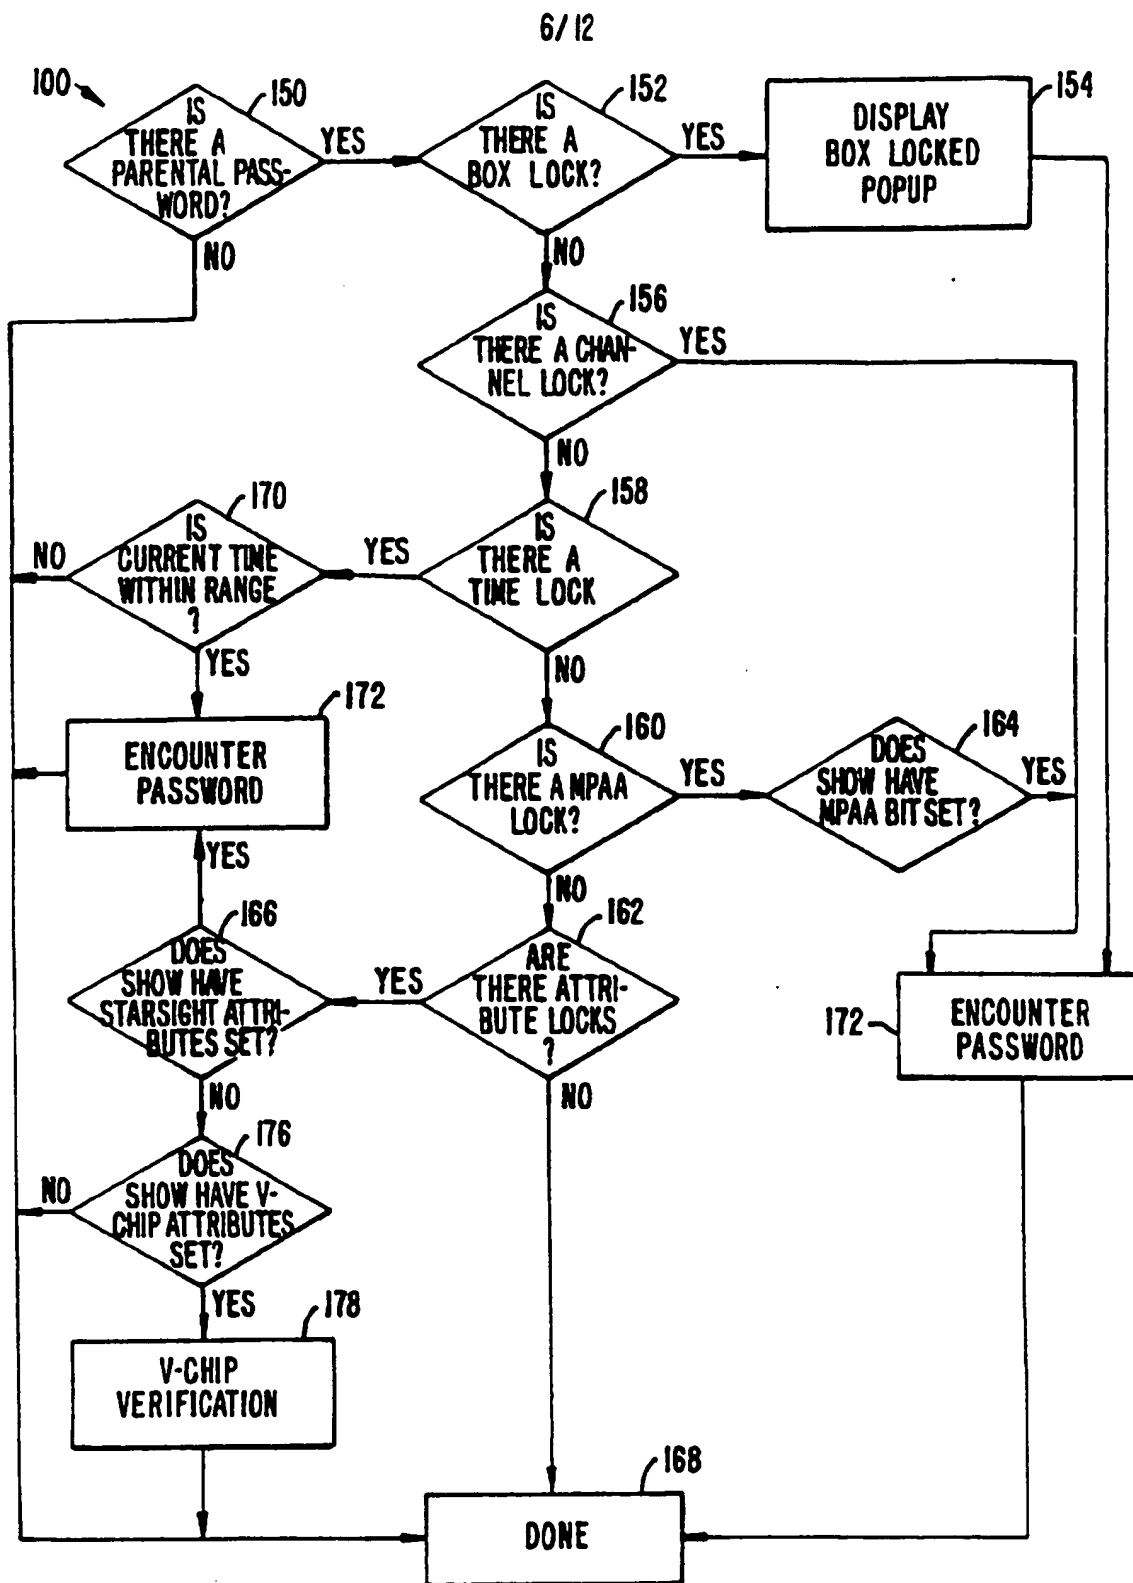 6/12
100
150
IS
THERE A
PARENTAL PASS-
WORD?
YES
NO
152
IS
THERE A
BOX LOCK?
YES
NO
154
DISPLAY
BOX LOCKED
POPUP
156
IS
THERE A CHAN-
NEL LOCK?
YES
NO
170
IS
CURRENT TIME
WITHIN RANGE
?
NO
YES
158
IS
THERE A
TIME LOCK
YES
NO
172
ENCOUNTER
PASSWORD
160
IS
THERE A MPAA
LOCK?
YES
NO
164
DOES
SHOW HAVE
MPAA BIT SET?
YES
166
DOES
SHOW HAVE
STARSIGHT ATTRI-
BUTES SET?
YES
NO
162
ARE
THERE ATTRI-
BUTE LOCKS
?
YES
NO
172
ENCOUNTER
PASSWORD
176
DOES
SHOW HAVE V-
CHIP ATTRIBUTES
SET?
NO
YES
178
V-CHIP
VERIFICATION
168
DONE